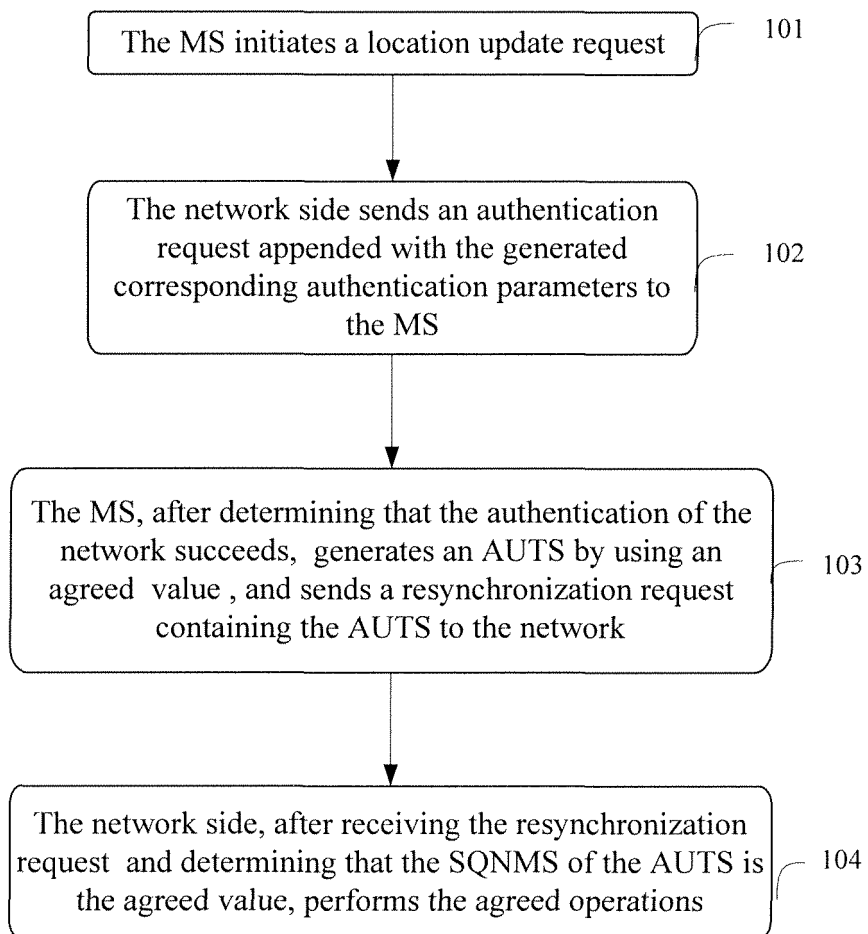 The MS initiates a location update request
101
The network side sends an authentication
request appended with the generated
corresponding authentication parameters to
the MS
102
The MS, after determining that the authentication of the
network succeeds, generates an AUTS by using an
agreed value , and sends a resynchronization request
containing the AUTS to the network
103
The network side, after receiving the resynchronization
request and determining that the SQNMS of the AUTS is
the agreed value, performs the agreed operations
104